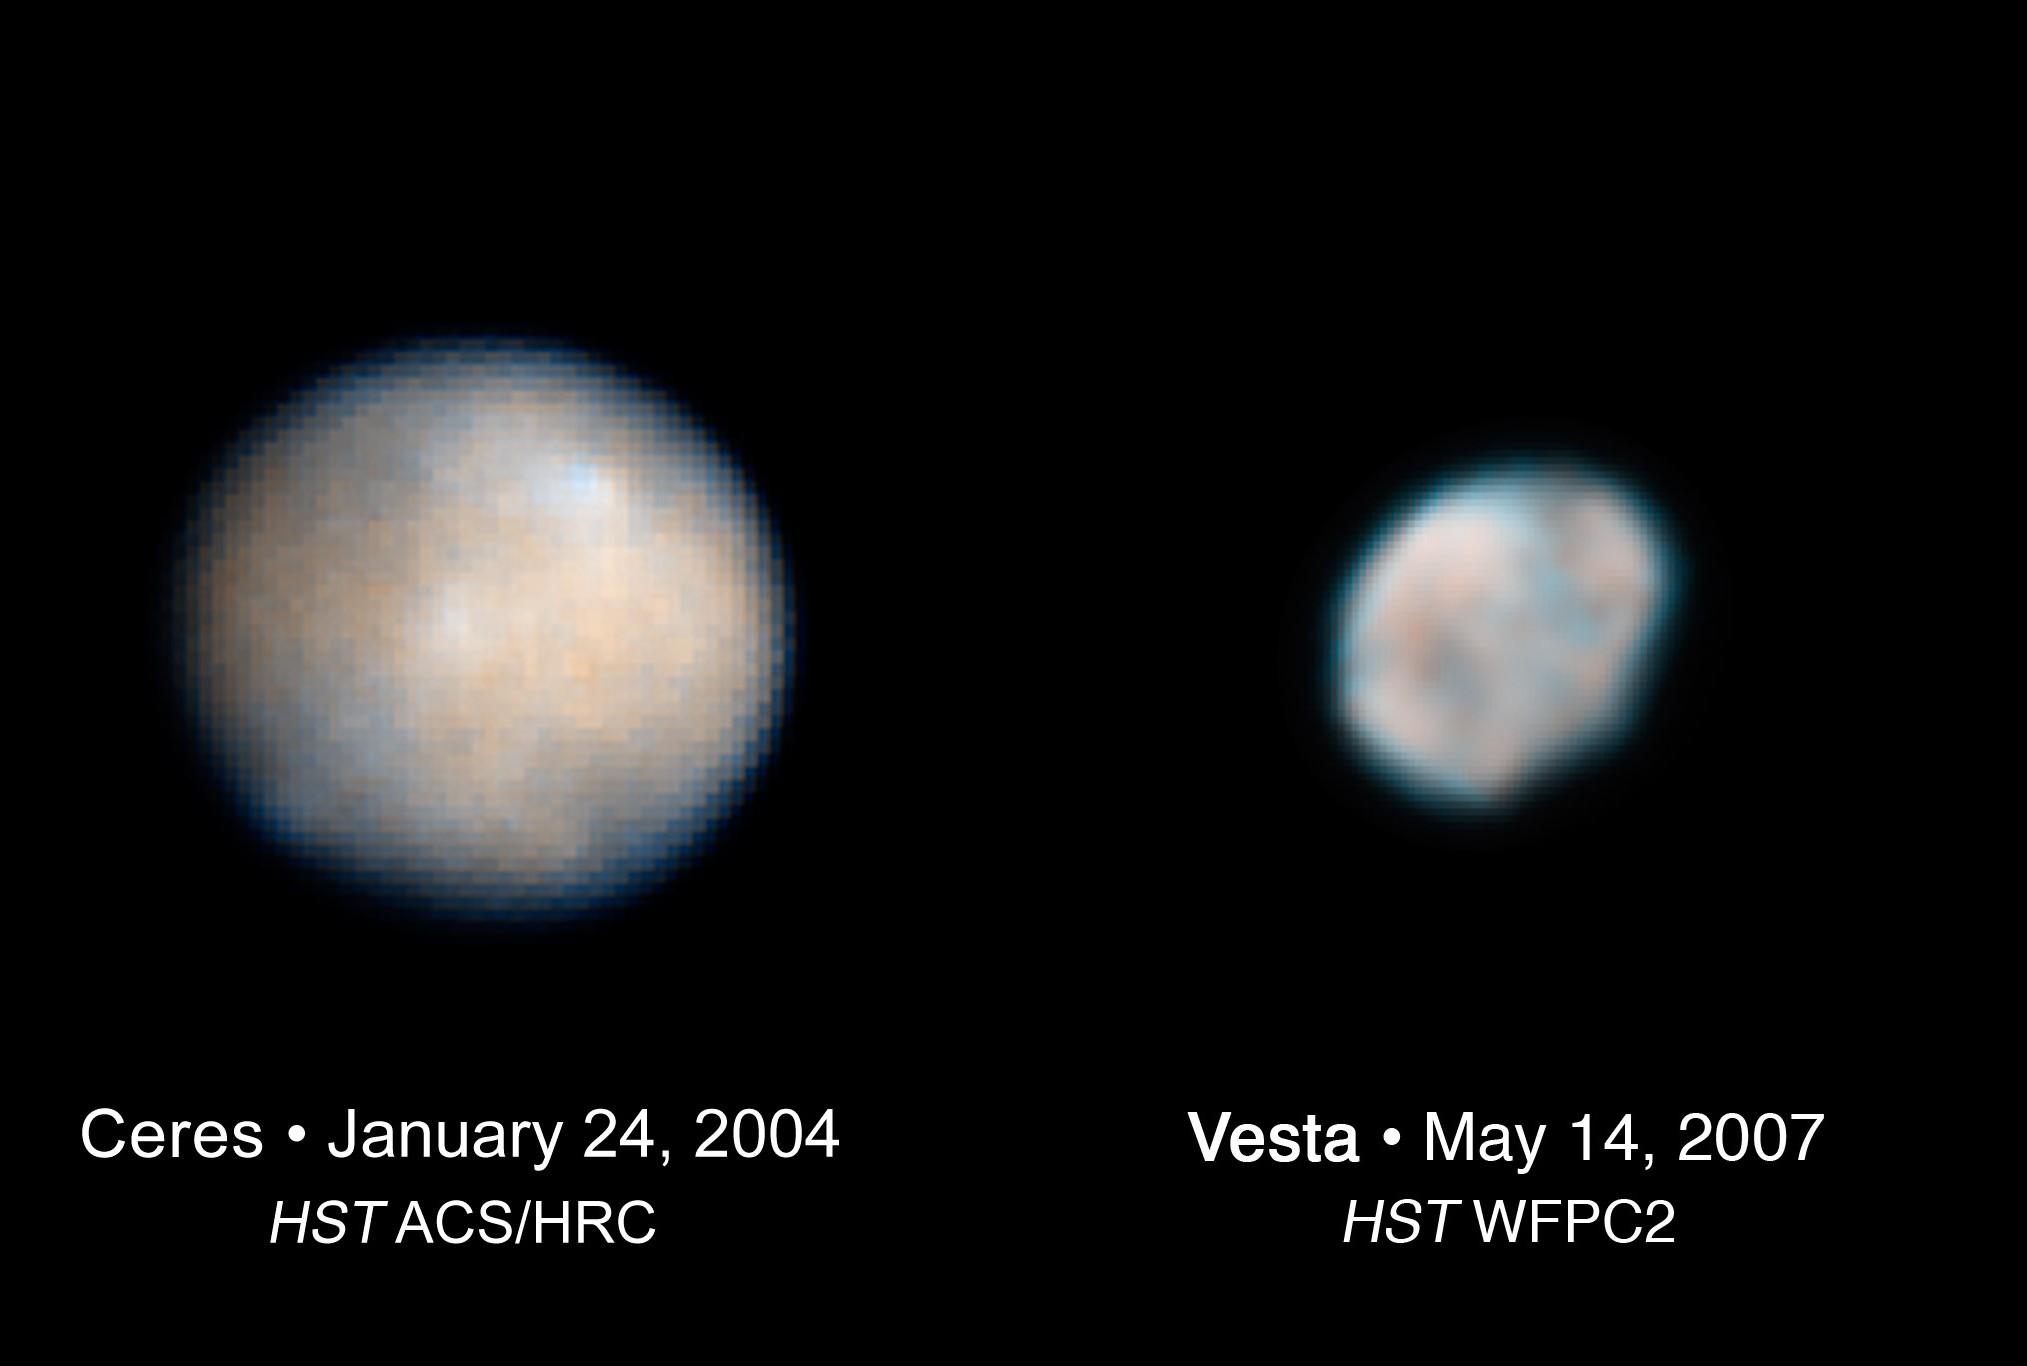 Ceres • January 24, 2004
HST ACS/HRC
Vesta • May 14, 2007
HST WFPC2